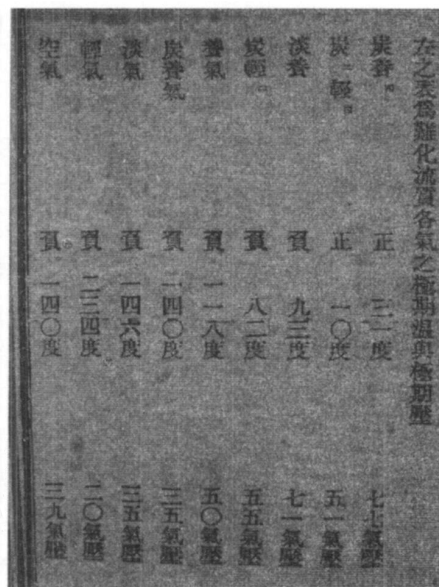 左之表爲難化流質各氣之極期溫與極期壓
炭養二 正 三一度 七七氣壓
炭二輕二 正 一〇度 五一氣壓
淡養 負 九三度 七一氣壓
炭輕四 負 八二度 五五氣壓
養氣 負 一一八度 五〇氣壓
炭養氣 負 一四〇度 三五氣壓
淡氣 負 一四六度 三五氣壓
輕氣 負 二三四度 二〇氣壓
空氣 負 一四〇度 三九氣壓